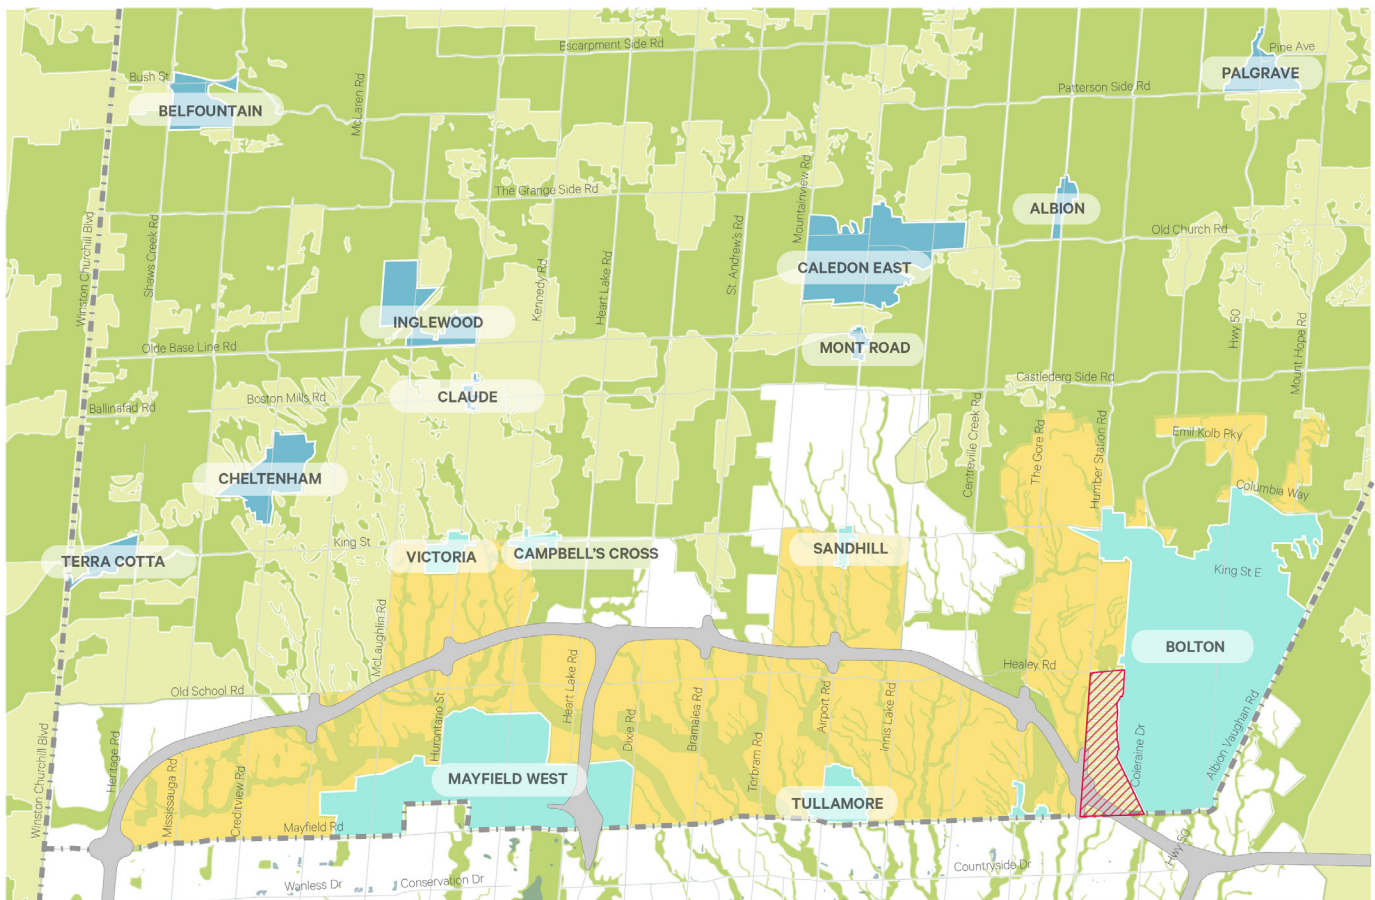 Escarpment Side Rd
Pine Ave
PALGRAVE
Bush St
BELFOUNTAIN
McLaren Rd
Patterson Side Rd
The Grange Side Rd
Mountainview Rd
ALBION
Winston Churchill Blvd
Shaws Creek Rd
St. Andrew's Rd
Old Church Rd
Kennedy Rd
Heart Lake Rd
CALEDON EAST
INGLEWOOD
Hwy 50
Mount Hope Rd
Olde Base Line Rd
MONT ROAD
Castlederg Side Rd
Ballinafad Rd
Boston Mills Rd
CLAUDE
Centreville Creek Rd
The Gore Rd
Humber Station Rd
Emil Kolb Pky
CHELTENHAM
Columbia Way
TERRA COTTA
King St
VICTORIA
CAMPBELL'S CROSS
SANDHILL
King St E
McLaughlin Rd
BOLTON
Old School Rd
Healey Rd
Heart Lake Rd
Hurontario St
Dixie Rd
Bramalea Rd
Airport Rd
Innis Lake Rd
Winston Churchill Blvd
Heritage Rd
Mississauga Rd
Creditview Rd
Torbram Rd
Coleraine Dr
Albion Vaughan Rd
MAYFIELD WEST
TULLAMORE
Mayfield Rd
Hwy 50
Wanless Dr
Conservation Dr
Countryside Dr